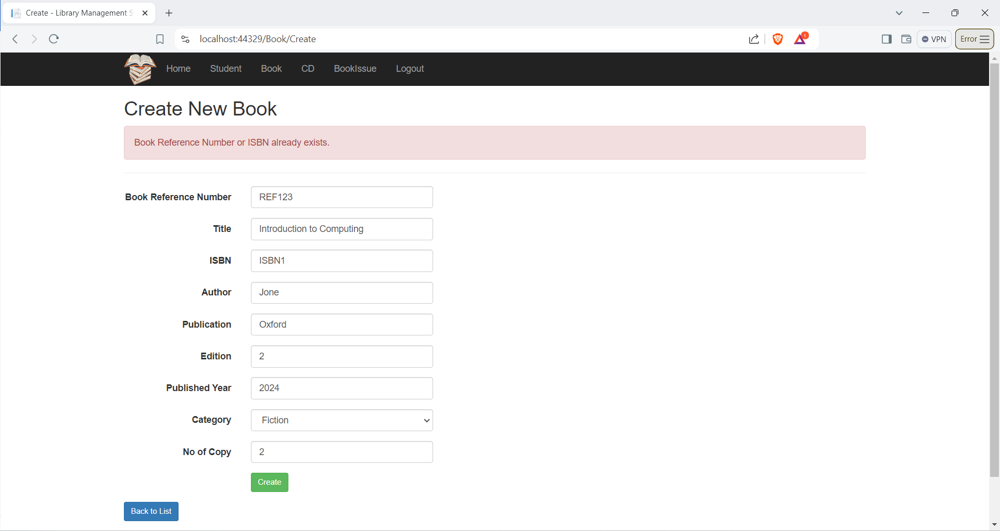 Create - Library Management S
localhost:44329/Book/Create
1
VPN
Error
Home Student Book CD BookIssue Logout
Create New Book
Book Reference Number or ISBN already exists.
Book Reference Number REF123
Title Introduction to Computing
ISBN ISBN1
Author Jone
Publication Oxford
Edition 2
Published Year 2024
Category Fiction
No of Copy 2
Create
Back to List